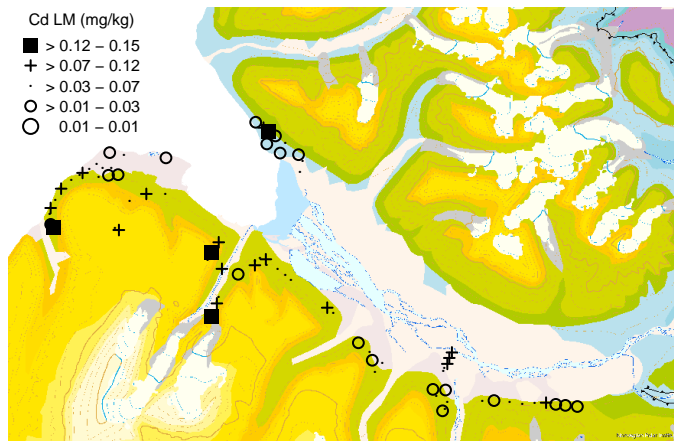 Cd LM (mg/kg)
> 0.12 – 0.15
> 0.07 – 0.12
> 0.03 – 0.07
> 0.01 – 0.03
0.01 – 0.01